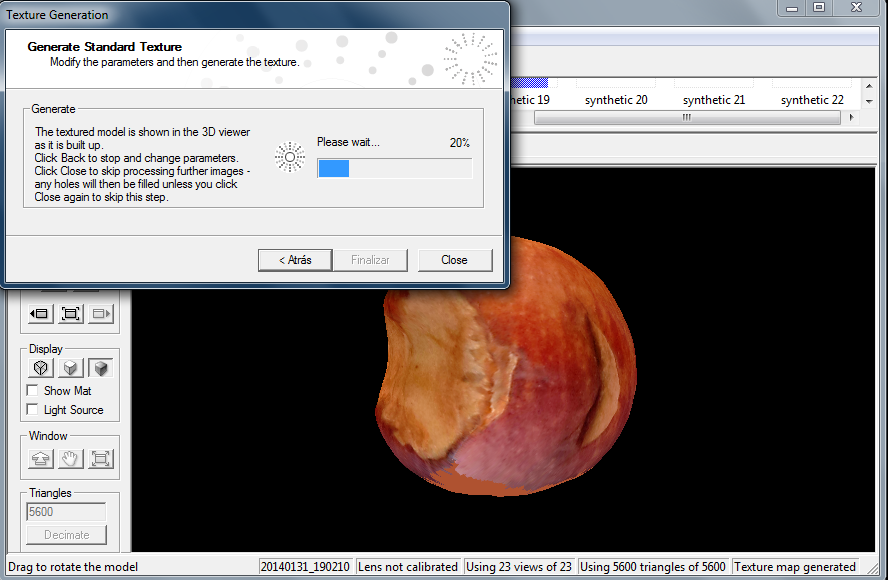 Texture Generation
Generate Standard Texture
Modify the parameters and then generate the texture.
Generate
The textured model is shown in the 3D viewer
as it is built up.
Click Back to stop and change parameters.
Click Close to skip processing further images -
any holes will then be filled unless you click
Close again to skip this step.
Please wait... 20%
< Atrás Finalizar Close
synthetic 20 synthetic 21 synthetic 22
Display
Show Mat
Light Source
Window
Triangles
5600
Decimate
Drag to rotate the model 20140131_190210 Lens not calibrated Using 23 views of 23 Using 5600 triangles of 5600 Texture map generated